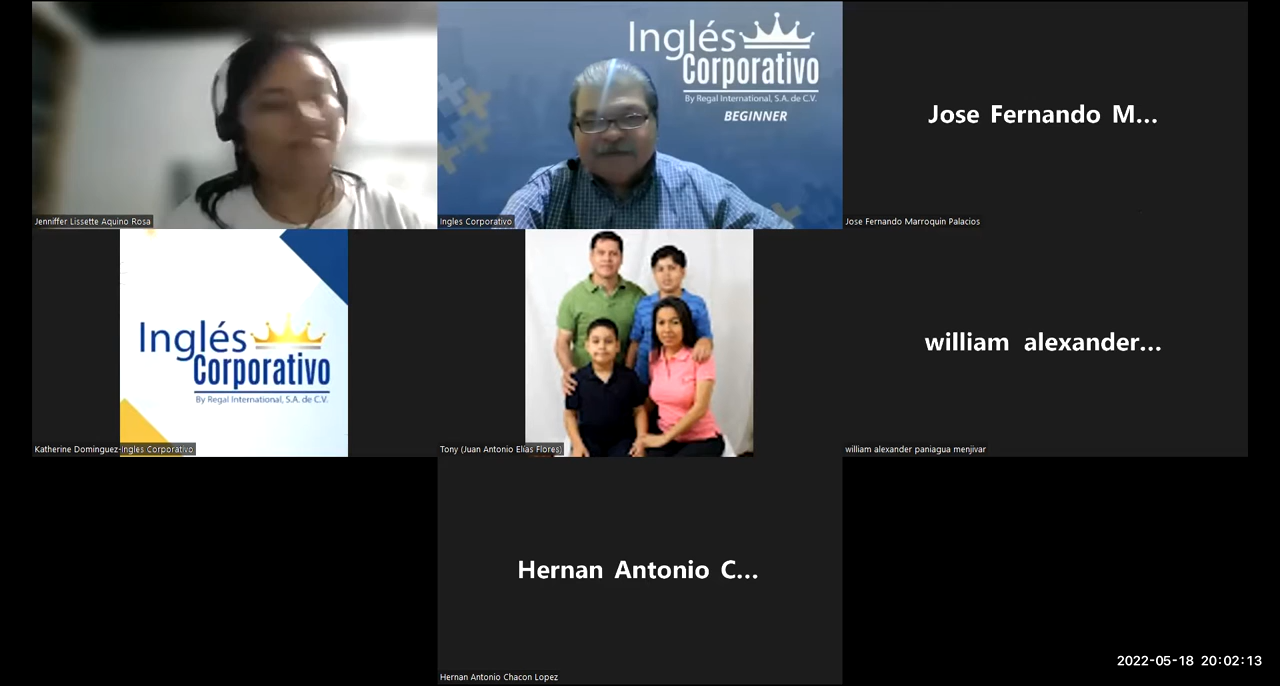 Inglés
Corporativo
By Regal International, S.A. de C.V.
BEGINNER
Jose Fernando M...
Jenniffer Lissette Aquino Rosa
Ingles Corporativo
Jose Fernando Marroquin Palacios
Inglés
Corporativo
By Regal International, S.A. de C.V.
william alexander...
Katherine Dominguez-Ingles Corporativo
Tony (Juan Antonio Elías Flores)
william alexander paniagua menjivar
Hernan Antonio C...
Hernan Antonio Chacon Lopez
2022-05-18 20:02:13